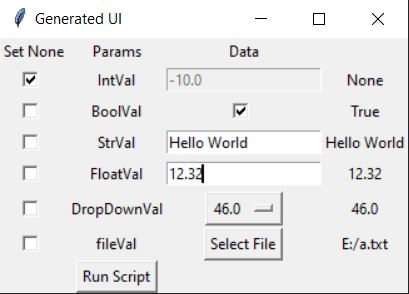 Generated UI
Set None Params Data
IntVal -10.0 None
BoolVal True
StrVal Hello World Hello World
FloatVal 12.32 12.32
DropDownVal 46.0 46.0
fileVal Select File E:/a.txt
Run Script